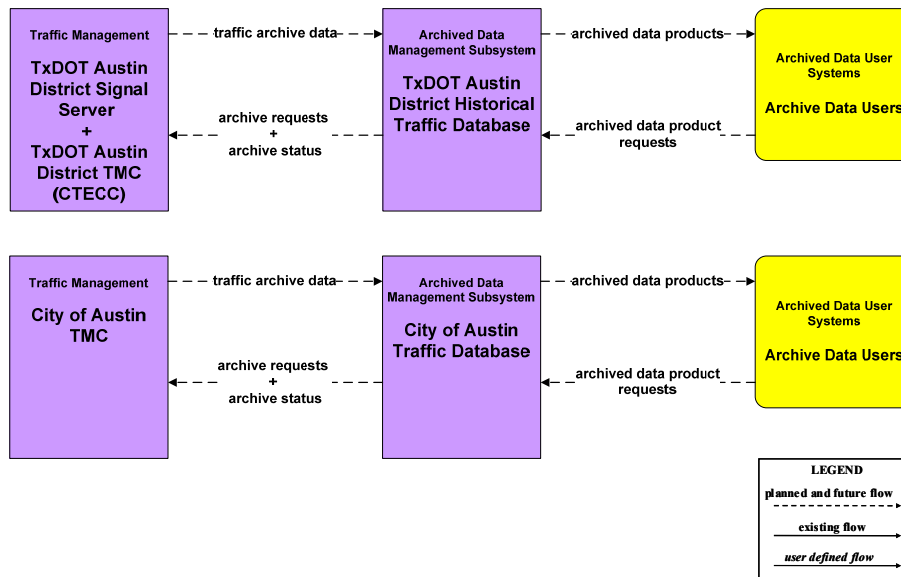 Traffic Management
TxDOT Austin
District Signal
Server
+
TxDOT Austin
District TMC
(CTECC)
traffic archive data
archive requests
+
archive status
Archived Data
Management Subsystem
TxDOT Austin
District Historical
Traffic Database
archived data products
archived data product
requests
Archived Data User
Systems
Archive Data Users
Traffic Management
City of Austin
TMC
traffic archive data
archive requests
+
archive status
Archived Data
Management Subsystem
City of Austin
Traffic Database
archived data products
archived data product
requests
Archived Data User
Systems
Archive Data Users
LEGEND
planned and future flow
existing flow
user defined flow